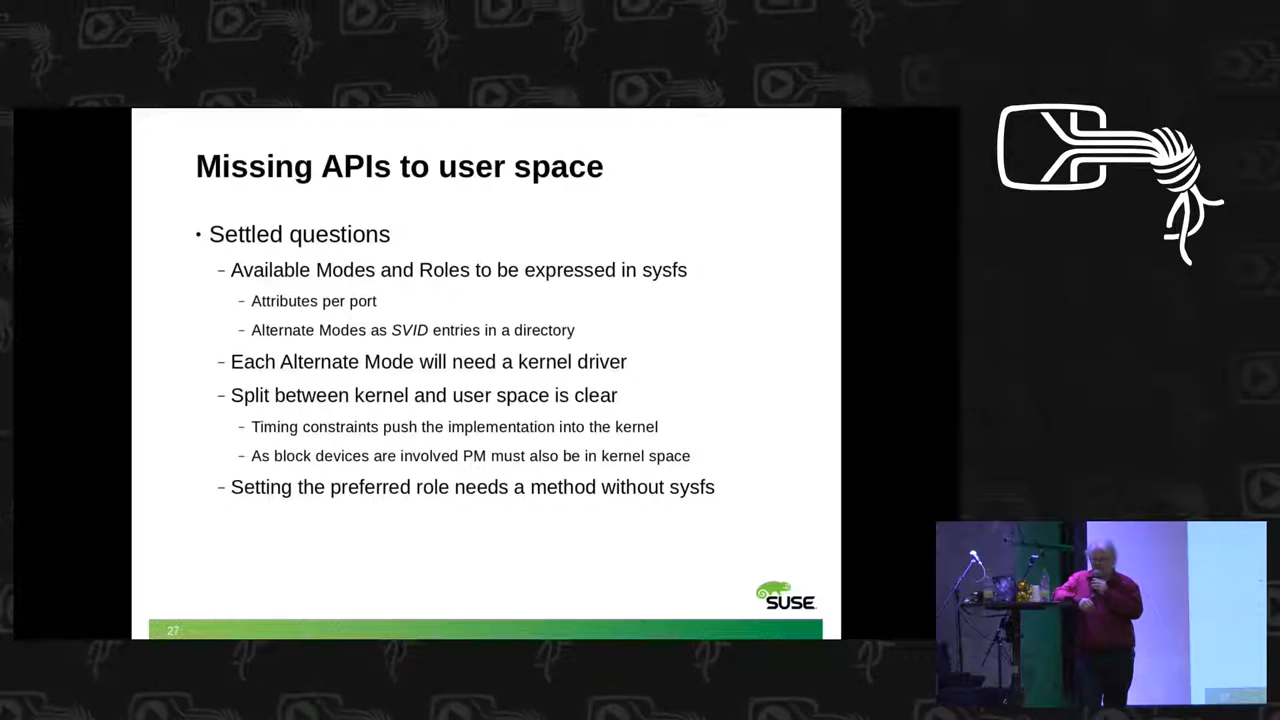 Missing APIs to user space
• Settled questions
– Available Modes and Roles to be expressed in sysfs
– Attributes per port
– Alternate Modes as SVID entries in a directory
– Each Alternate Mode will need a kernel driver
– Split between kernel and user space is clear
– Timing constraints push the implementation into the kernel
– As block devices are involved PM must also be in kernel space
– Setting the preferred role needs a method without sysfs
SUSE
27